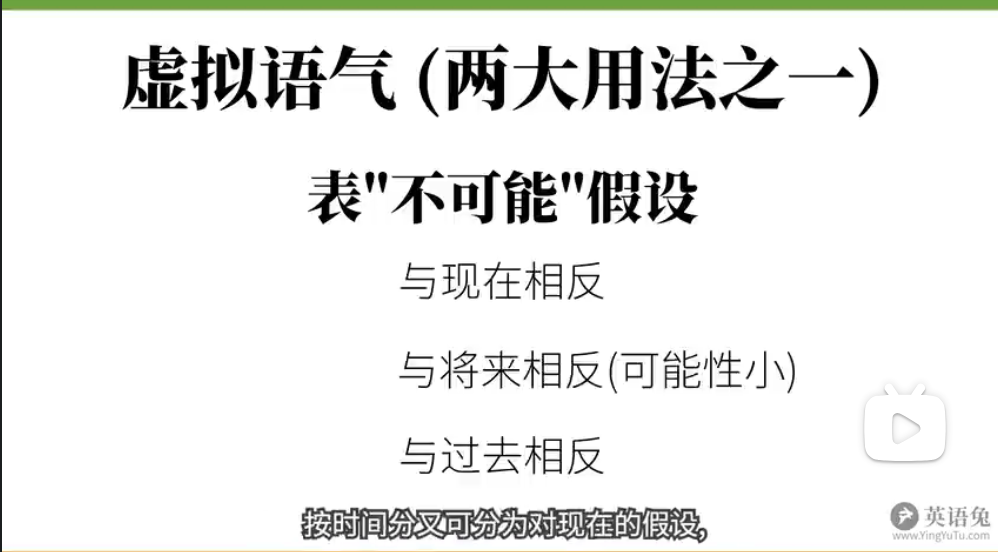 虚拟语气 (两大用法之一)
表"不可能"假设
与现在相反
与将来相反(可能性小)
与过去相反
按时间分又可分为对现在的假设,
英语兔
www.YingYuTu.com